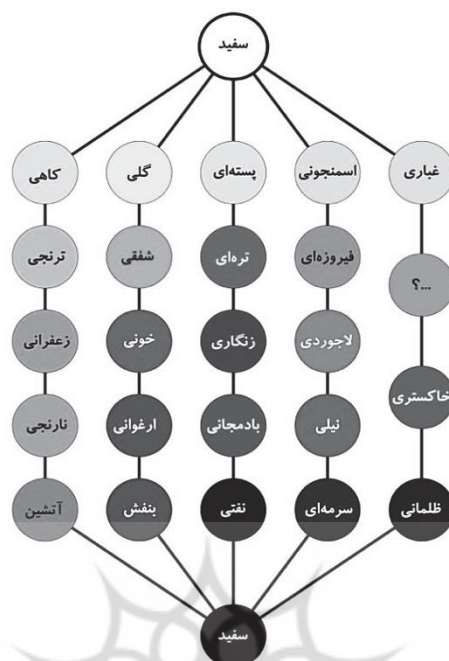 سفید
غباری
اسمنجونی
پسته‌ای
گلی
کاهی
...؟
فیروزه‌ای
تره‌ای
شفقی
ترنجی
خاکستری
لاجوردی
زنگاری
خونی
زعفرانی
نیلی
بادمجانی
ارغوانی
نارنجی
ظلمانی
سرمه‌ای
نفتی
بنفش
آتشین
سفید